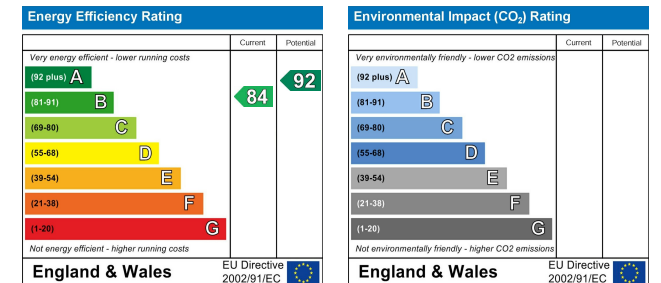 Energy Efficiency Rating
Current Potential
Very energy efficient - lower running costs
(92 plus) A
92
(81-91) B
84
(69-80) C
(55-68) D
(39-54) E
(21-38) F
(1-20) G
Not energy efficient - higher running costs
England & Wales
EU Directive
2002/91/EC
Environmental Impact (CO₂) Rating
Current Potential
Very environmentally friendly - lower CO2 emissions
(92 plus) A
(81-91) B
(69-80) C
(55-68) D
(39-54) E
(21-38) F
(1-20) G
Not environmentally friendly - higher CO2 emissions
England & Wales
EU Directive
2002/91/EC